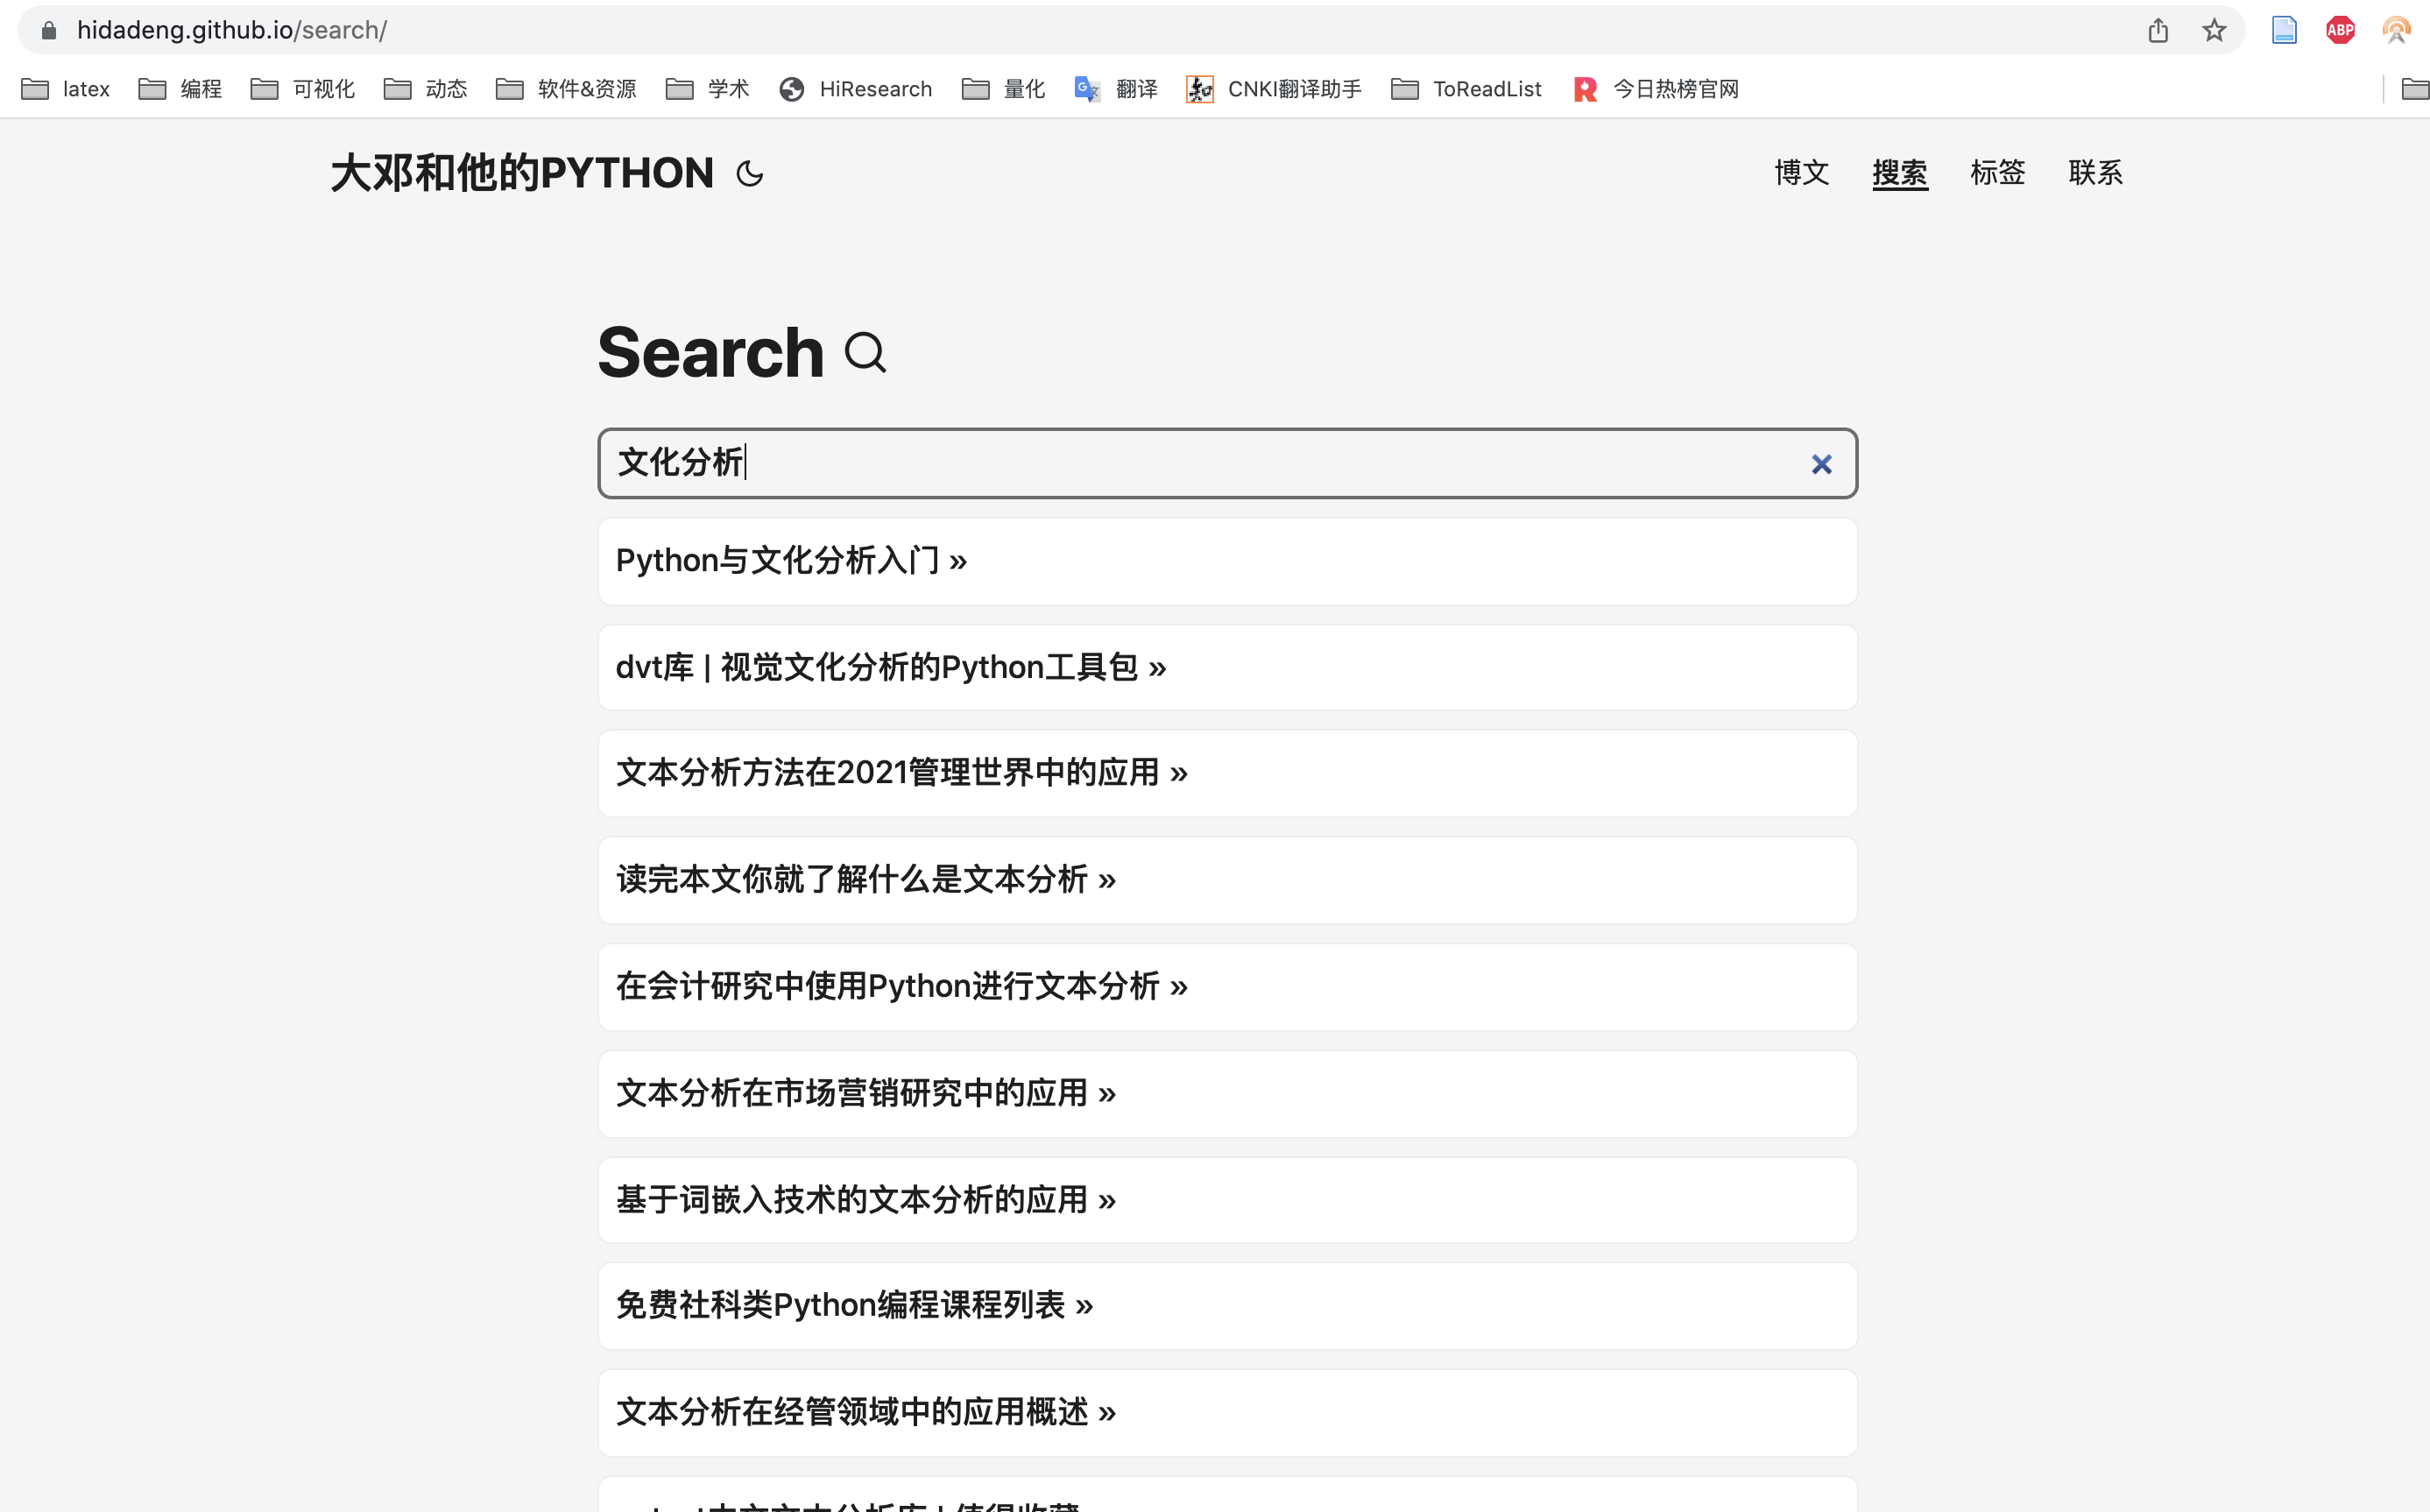 hidadeng.github.io/search/
ABP
latex 编程 可视化 动态 软件&资源 学术 HiResearch 量化 翻译 CNKI翻译助手 ToReadList 今日热榜官网
大邓和他的PYTHON 博文 搜索 标签 联系
Search
文化分析
Python与文化分析入门 »
dvt库 | 视觉文化分析的Python工具包 »
文本分析方法在2021管理世界中的应用 »
读完本文你就了解什么是文本分析 »
在会计研究中使用Python进行文本分析 »
文本分析在市场营销研究中的应用 »
基于词嵌入技术的文本分析的应用 »
免费社科类Python编程课程列表 »
文本分析在经管领域中的应用概述 »